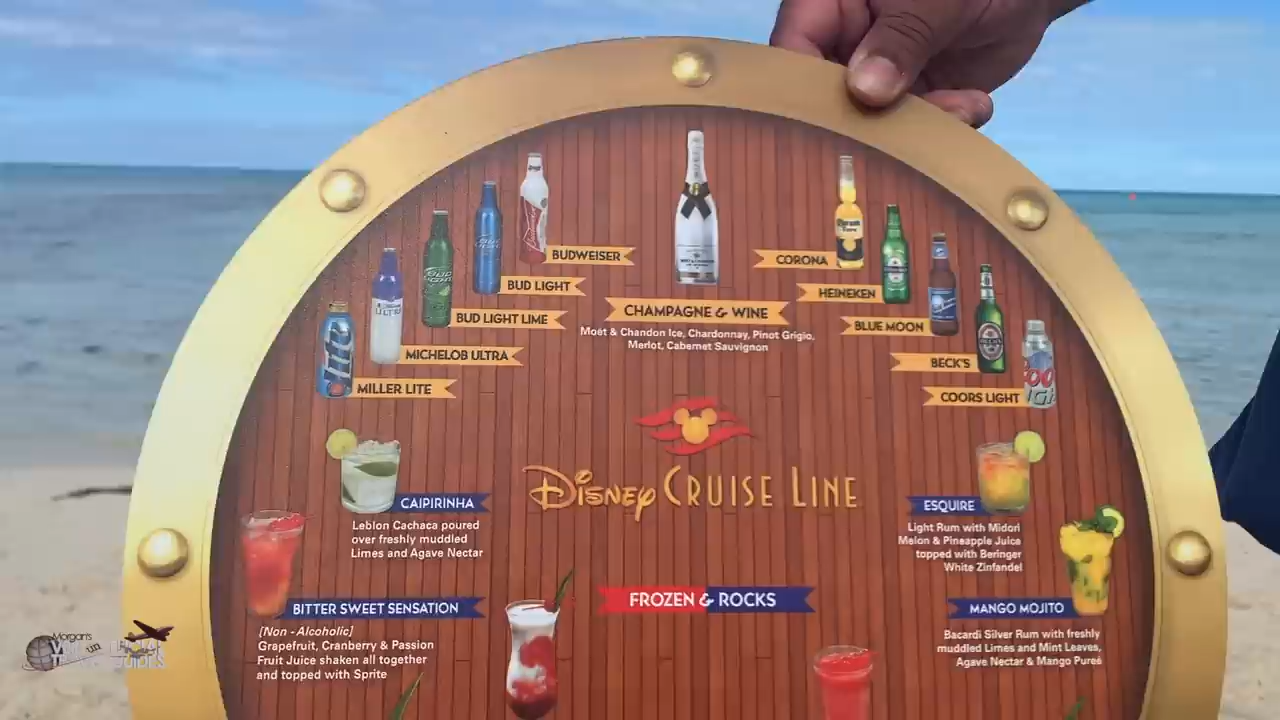 BUDWEISER
BUD LIGHT
BUD LIGHT LIME
MICHELOB ULTRA
MILLER LITE
CHAMPAGNE & WINE
Moët & Chandon Ice, Chardonnay, Pinot Grigio,
Merlot, Cabernet Sauvignon
CORONA
HEINEKEN
BLUE MOON
BECK'S
COORS LIGHT
DISNEY CRUISE LINE
CAIPIRINHA
Leblon Cachaca poured
over freshly muddled
Limes and Agave Nectar
ESQUIRE
Light Rum with Midori
Melon & Pineapple Juica
topped with Beringer
White Zinfandel
FROZEN & ROCKS
BITTER SWEET SENSATION
[Non - Alcoholic]
Grapefruit, Cranberry & Passion
Fruit Juice shaken all together
and topped with Sprite
MANGO MOJITO
Bacardi Silver Rum with freshly
muddled Limes and Mint Leaves,
Agave Nectar & Mango Pureé
Morgan's